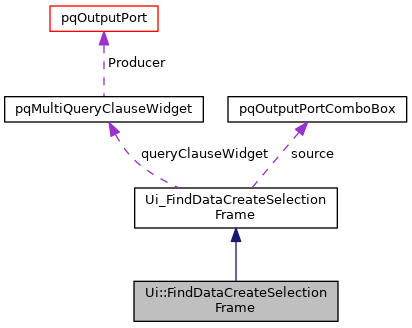 pqOutputPort
Producer
pqMultiQueryClauseWidget
pqOutputPortComboBox
queryClauseWidget
source
Ui_FindDataCreateSelection
Frame
Ui::FindDataCreateSelection
Frame